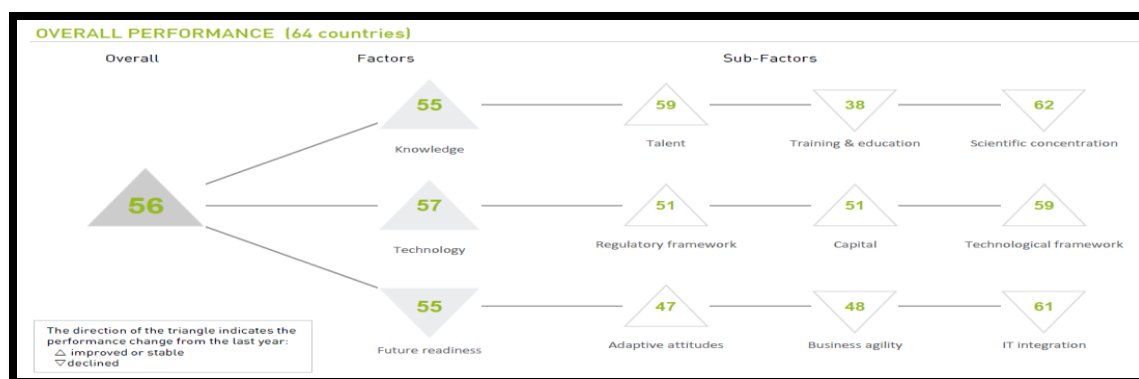 OVERALL PERFORMANCE (64 countries)
Overall Factors Sub-Factors
55 59 38 62
Knowledge Talent Training & education Scientific concentration
56
57 51 51 59
Technology Regulatory framework Capital Technological framework
55 47 48 61
Future readiness Adaptive attitudes Business agility IT integration
The direction of the triangle indicates the
performance change from the last year:
△ improved or stable
▽ declined